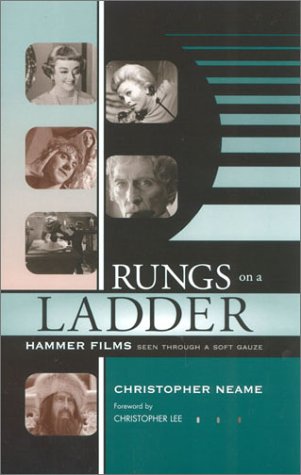 RUNGS on a
LADDER
HAMMER FILMS SEEN THROUGH A SOFT GAUZE
CHRISTOPHER NEAME
Foreword by
CHRISTOPHER LEE